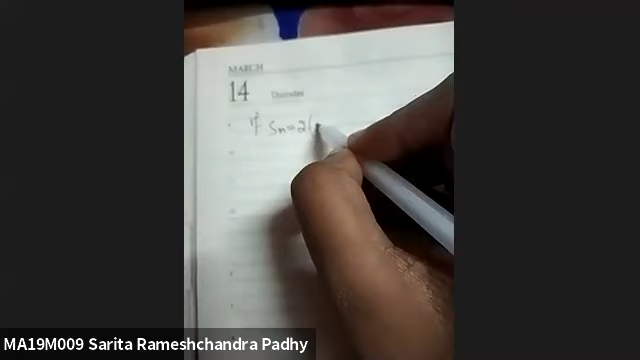 MARCH
14 Thursday
if Sn=2(
MA19M009 Sarita Rameshchandra Padhy